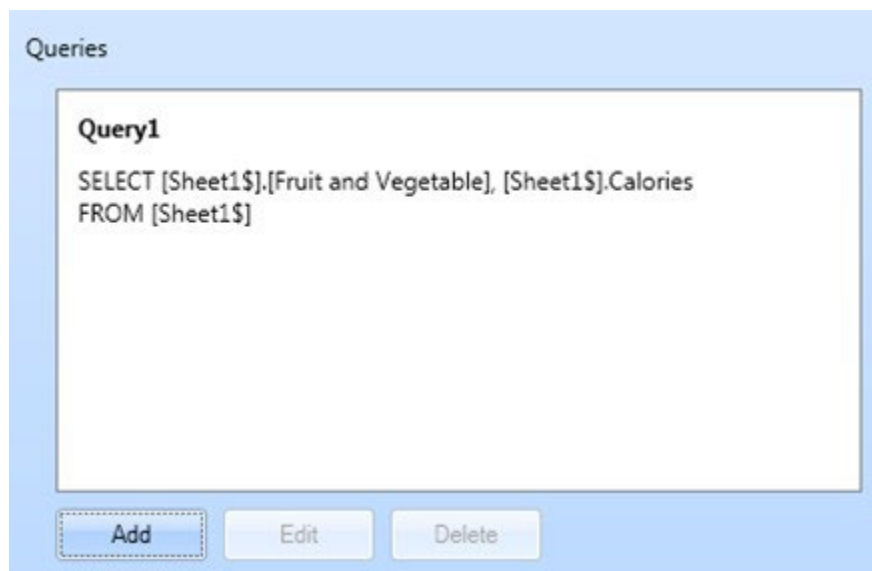 Queries
Query1
SELECT [Sheet1$].[Fruit and Vegetable], [Sheet1$].Calories
FROM [Sheet1$]
Add Edit Delete